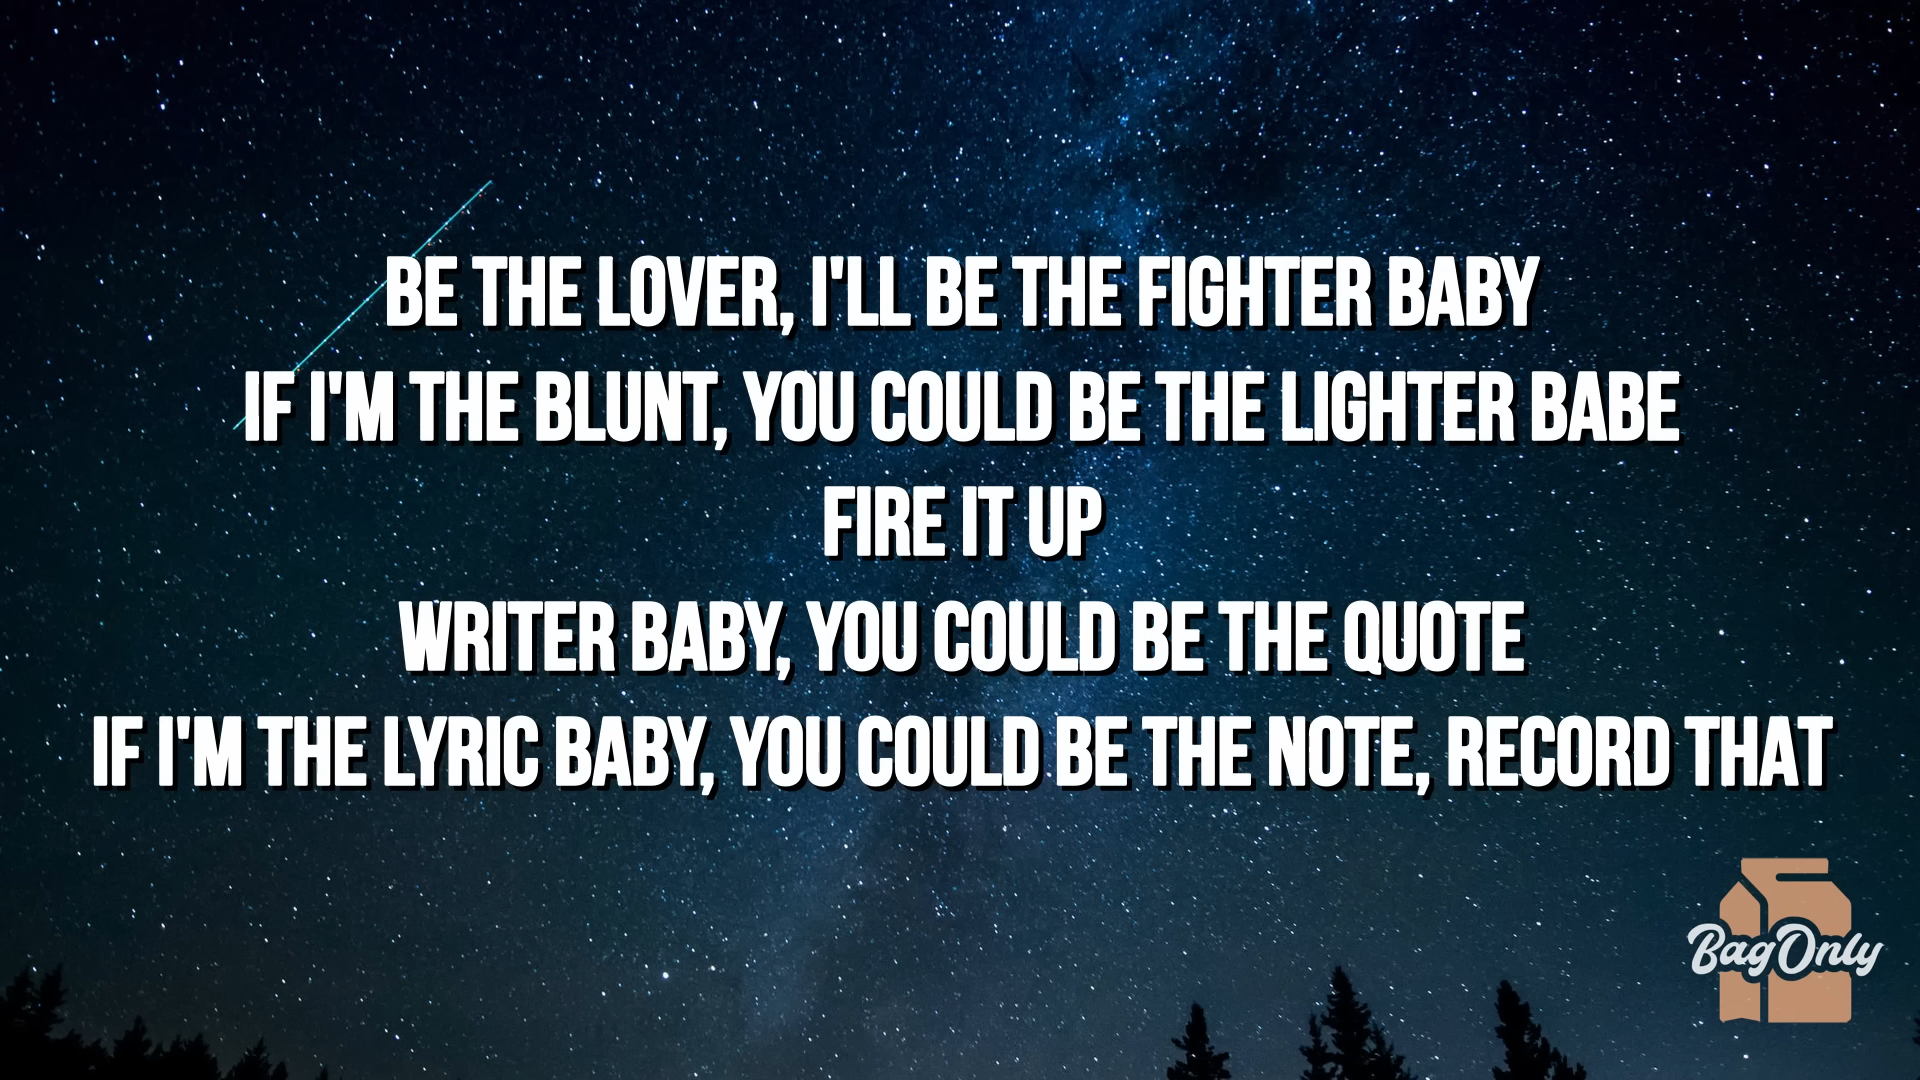 BE THE LOVER, I'LL BE THE FIGHTER BABY
IF I'M THE BLUNT, YOU COULD BE THE LIGHTER BABE
FIRE IT UP
WRITER BABY, YOU COULD BE THE QUOTE
IF I'M THE LYRIC BABY, YOU COULD BE THE NOTE, RECORD THAT
BagOnly